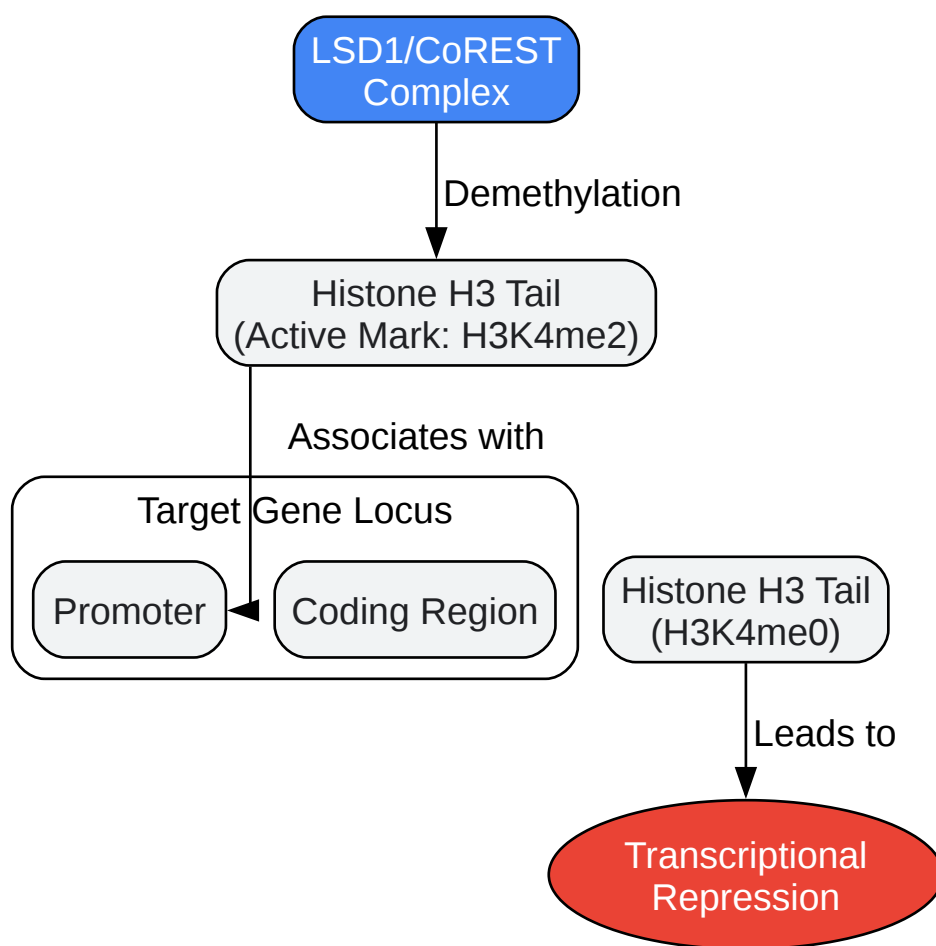 LSD1/CoREST
Complex
Demethylation
Histone H3 Tail
(Active Mark: H3K4me2)
Associates with
Target Gene Locus
Promoter
Coding Region
Histone H3 Tail
(H3K4me0)
Leads to
Transcriptional
Repression